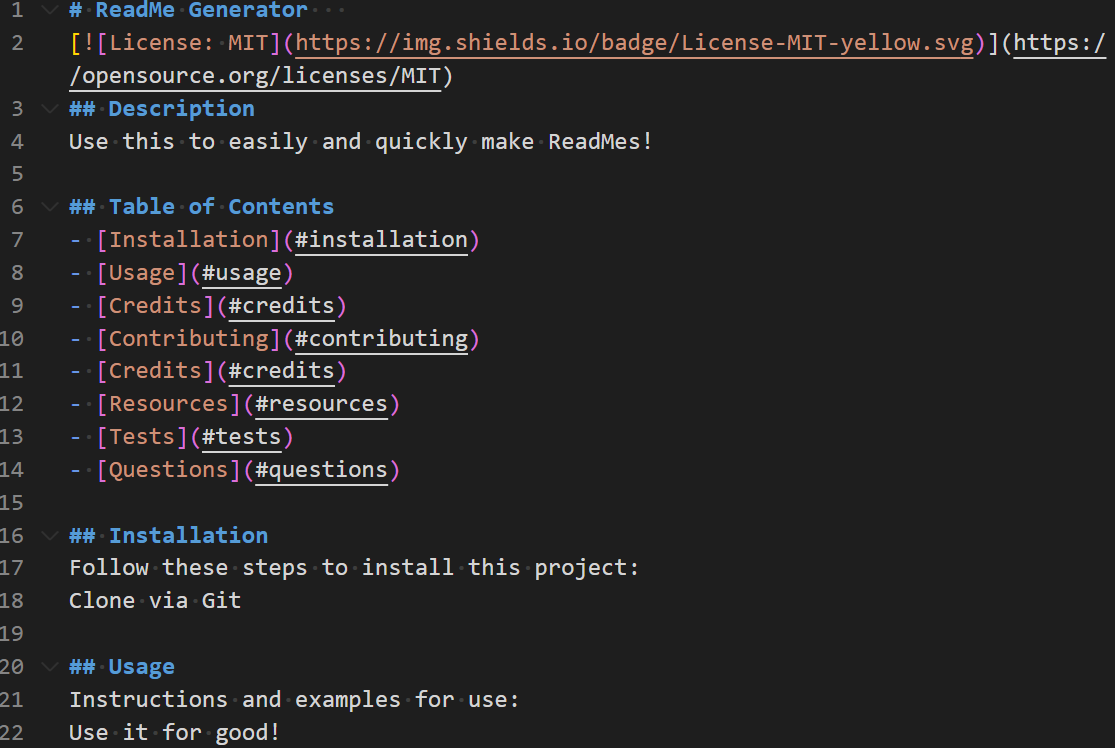 1 # ReadMe Generator
2 [![License: MIT](https://img.shields.io/badge/License-MIT-yellow.svg)](https:/
/opensource.org/licenses/MIT)
3 ## Description
4 Use this to easily and quickly make ReadMes!
5
6 ## Table of Contents
7 - [Installation](#installation)
8 - [Usage](#usage)
9 - [Credits](#credits)
10 - [Contributing](#contributing)
11 - [Credits](#credits)
12 - [Resources](#resources)
13 - [Tests](#tests)
14 - [Questions](#questions)
15
16 ## Installation
17 Follow these steps to install this project:
18 Clone via Git
19
20 ## Usage
21 Instructions and examples for use:
22 Use it for good!